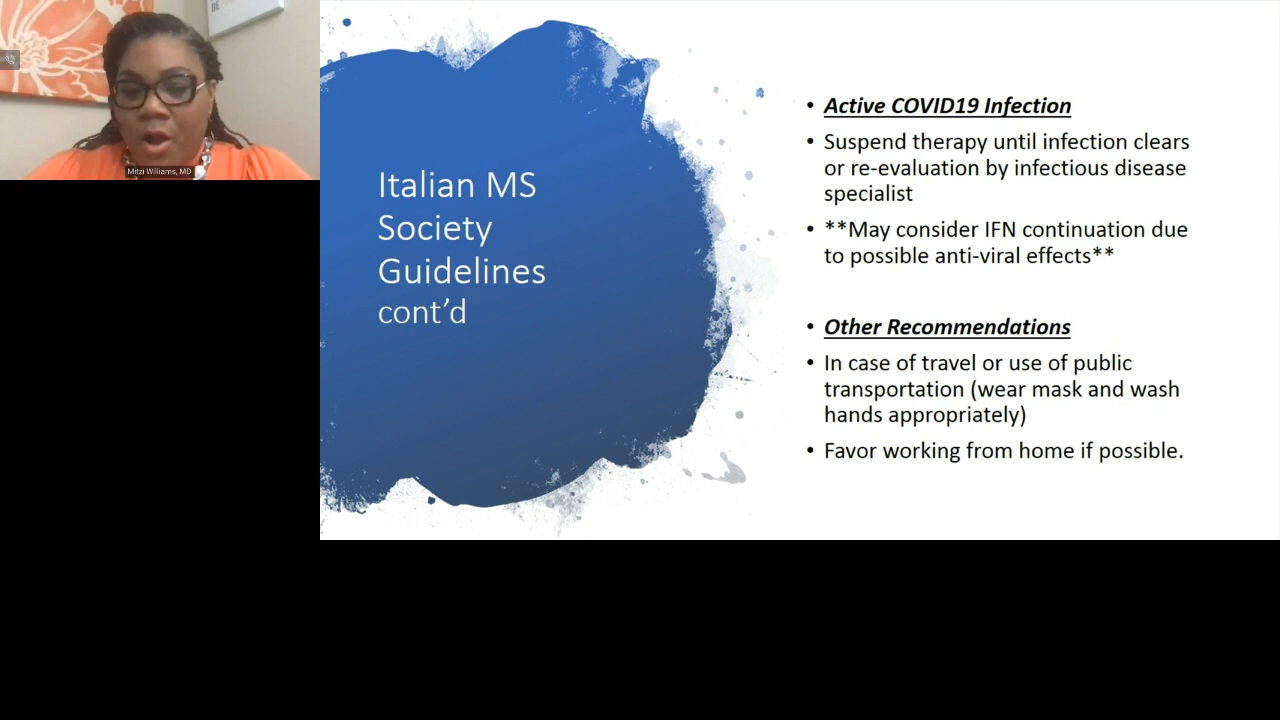 BE
Mitzi Williams, MD
Italian MS
Society
Guidelines
cont’d
• Active COVID19 Infection
• Suspend therapy until infection clears
or re-evaluation by infectious disease
specialist
• **May consider IFN continuation due
to possible anti-viral effects**
• Other Recommendations
• In case of travel or use of public
transportation (wear mask and wash
hands appropriately)
• Favor working from home if possible.